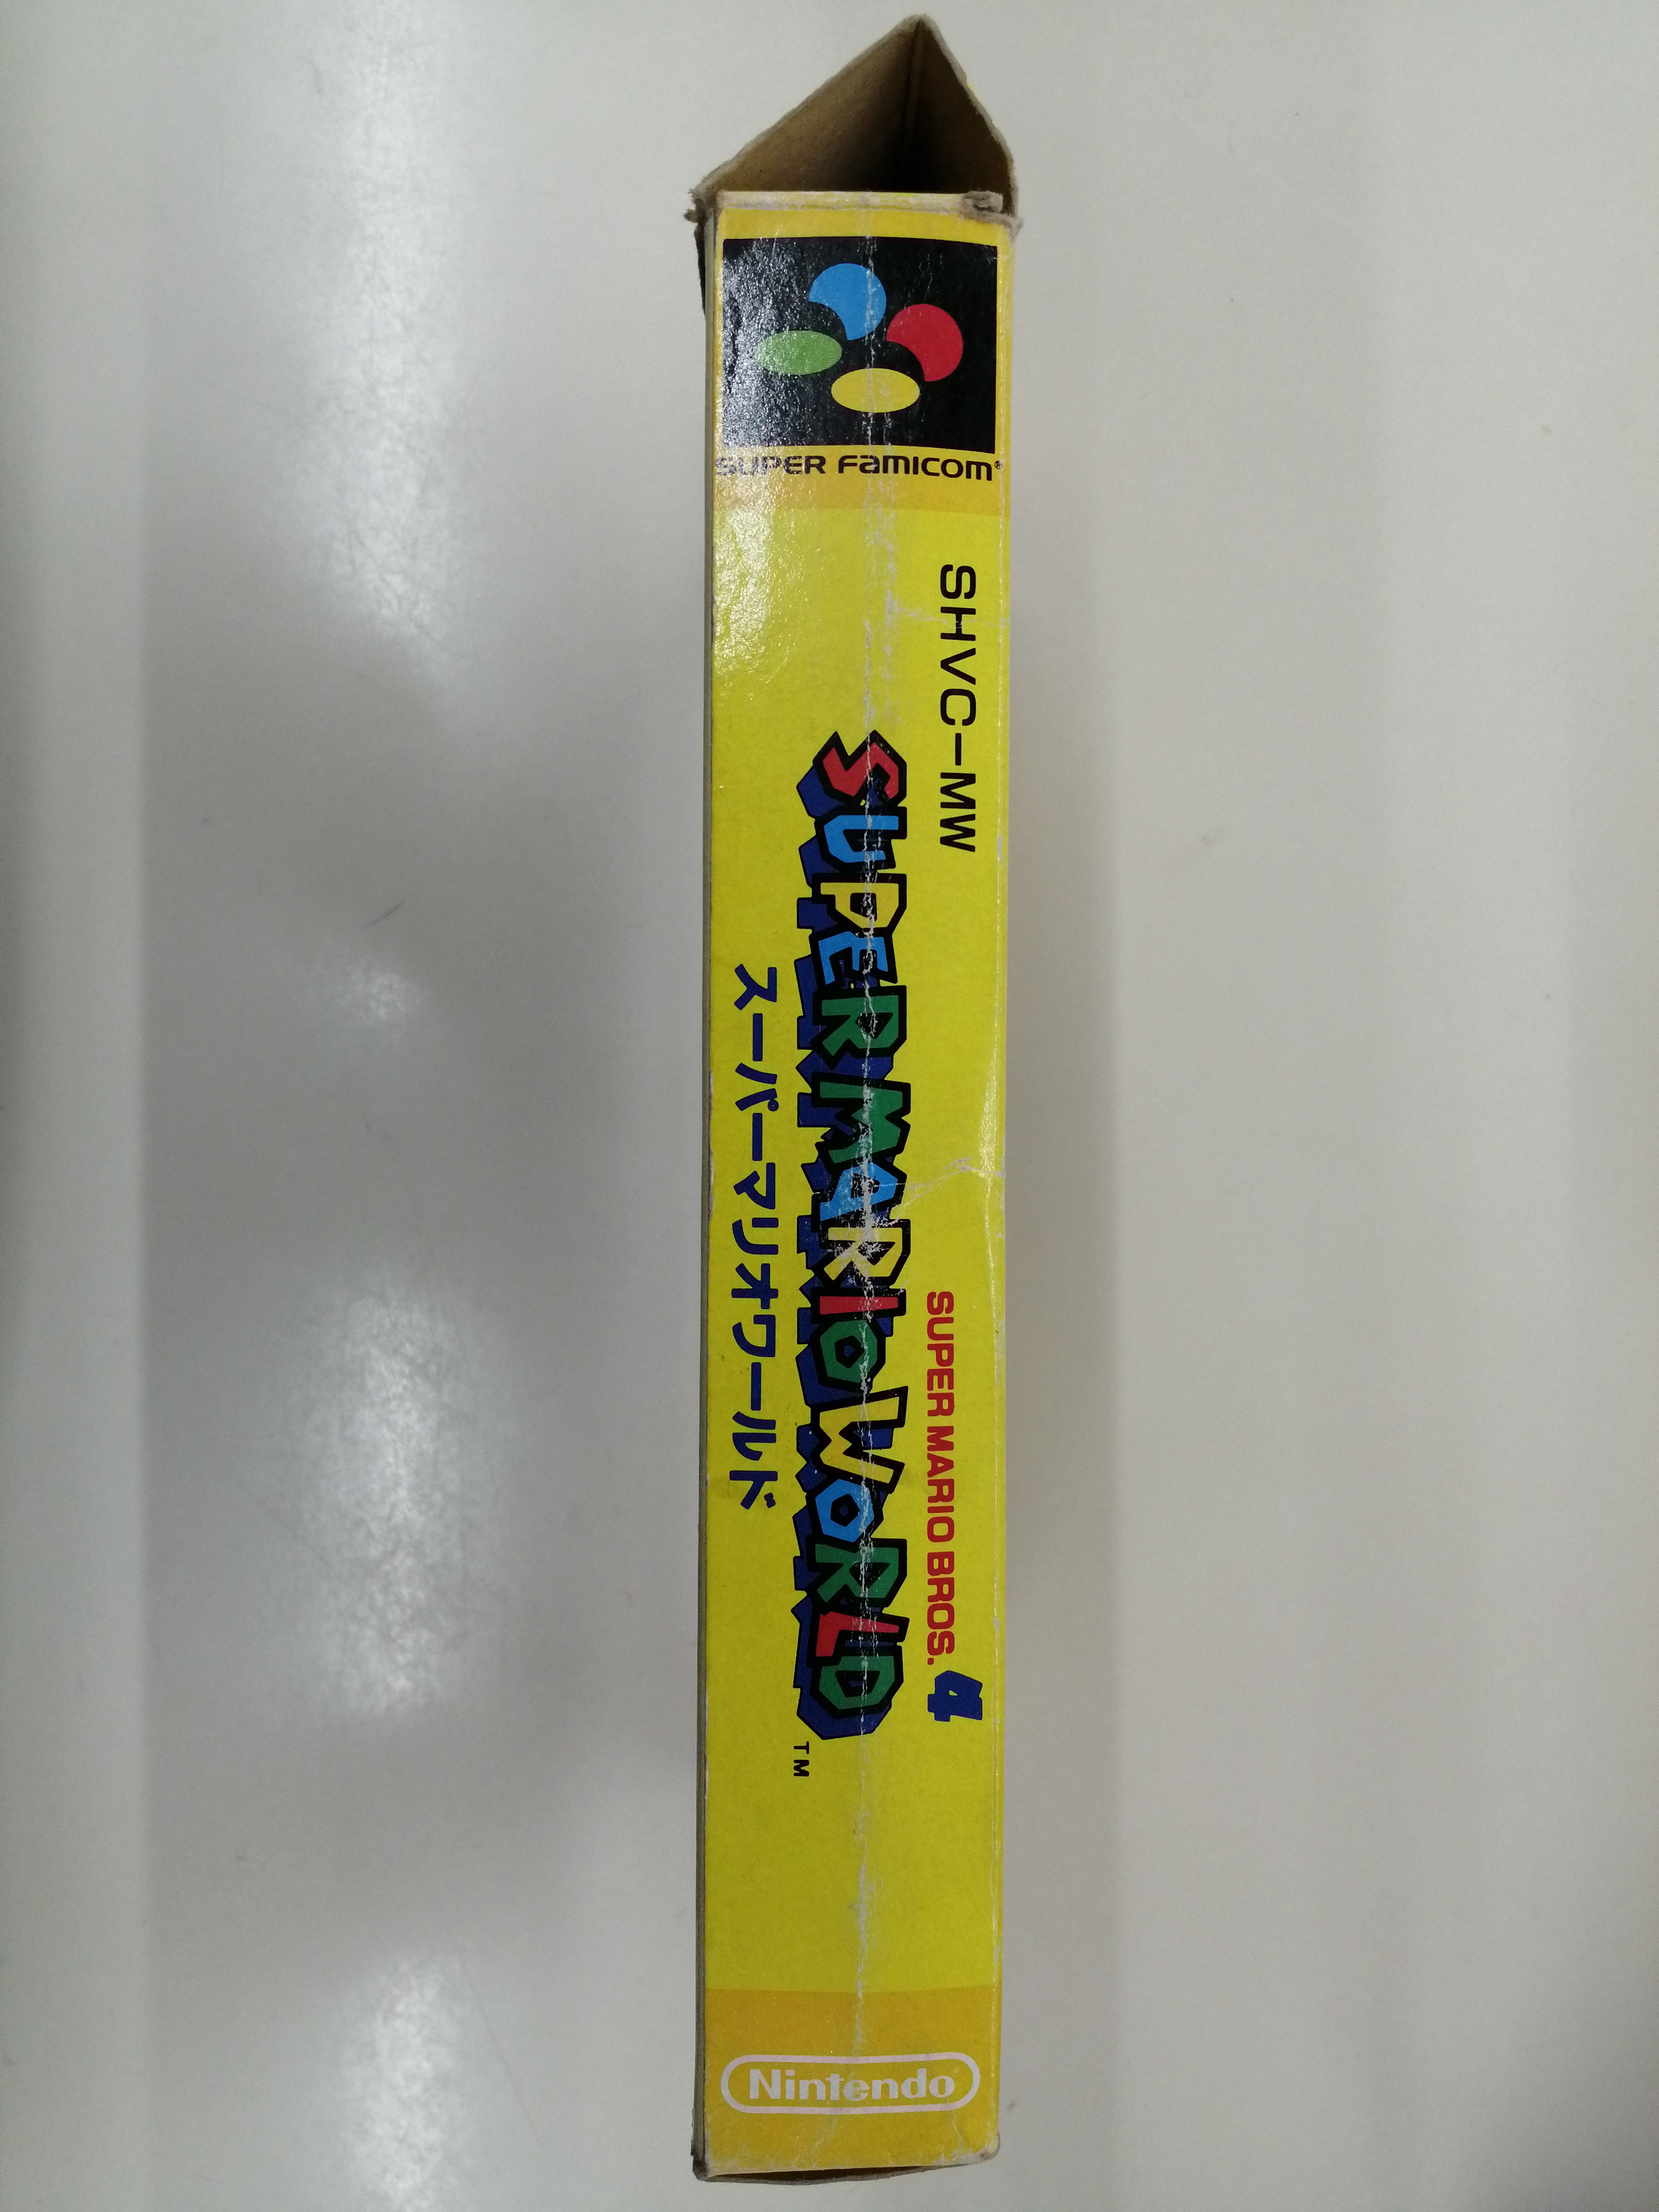 SUPER FAMICOM®
SHVC-MW
SUPER MARIO BROS. 4
SUPER MARIO WORLD
TM
スーパーマリオワールド
Nintendo®